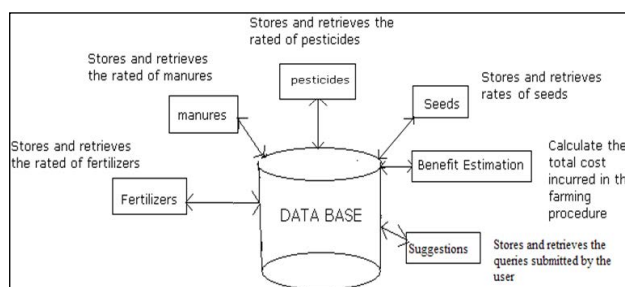 Stores and retrieves the
rated of pesticides
pesticides
Stores and retrieves
the rated of manures
manures
Stores and retrieves
rates of seeds
Seeds
Stores and retrieves
the rated of fertilizers
Fertilizers
Benefit Estimation
Calculate the
total cost
incurred in th
farming
procedure
DATA BASE
Suggestions
Stores and retrieves the
queries submitted by the
user